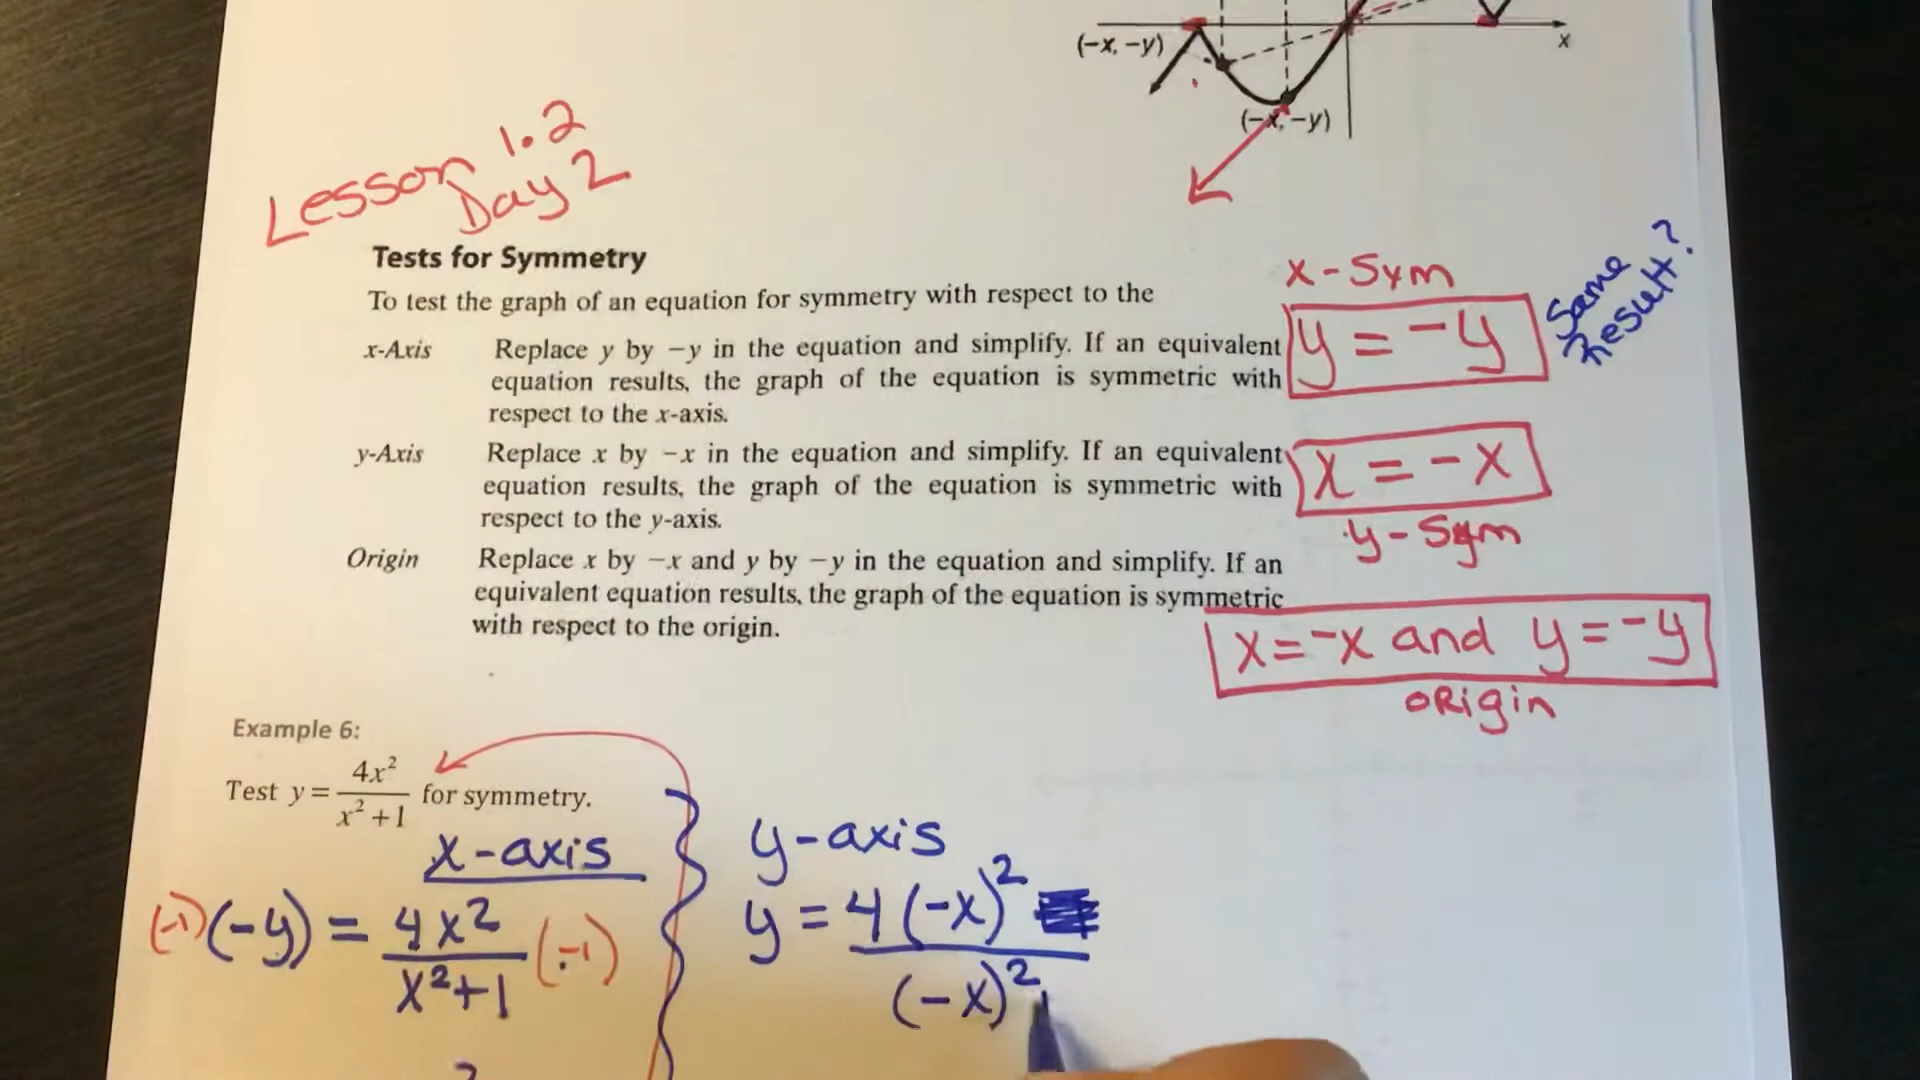 (-x, -y)
x
(-x, -y)
Lesson 1.2
Day 2
Tests for Symmetry
To test the graph of an equation for symmetry with respect to the
x-Axis Replace y by −y in the equation and simplify. If an equivalent
equation results, the graph of the equation is symmetric with
respect to the x-axis.
y-Axis Replace x by −x in the equation and simplify. If an equivalent
equation results, the graph of the equation is symmetric with
respect to the y-axis.
Origin Replace x by −x and y by −y in the equation and simplify. If an
equivalent equation results, the graph of the equation is symmetric
with respect to the origin.
x-Sym
y = -y
Same
Result?
x = -x
y-Sym
x=-x and y=-y
ORigin
Example 6:
Test y = 4x²/(x² + 1) for symmetry.
x-axis
(-1)(-y) = 4x²/(x²+1) (-1)
y-axis
y = 4(-x)²
(-x)²